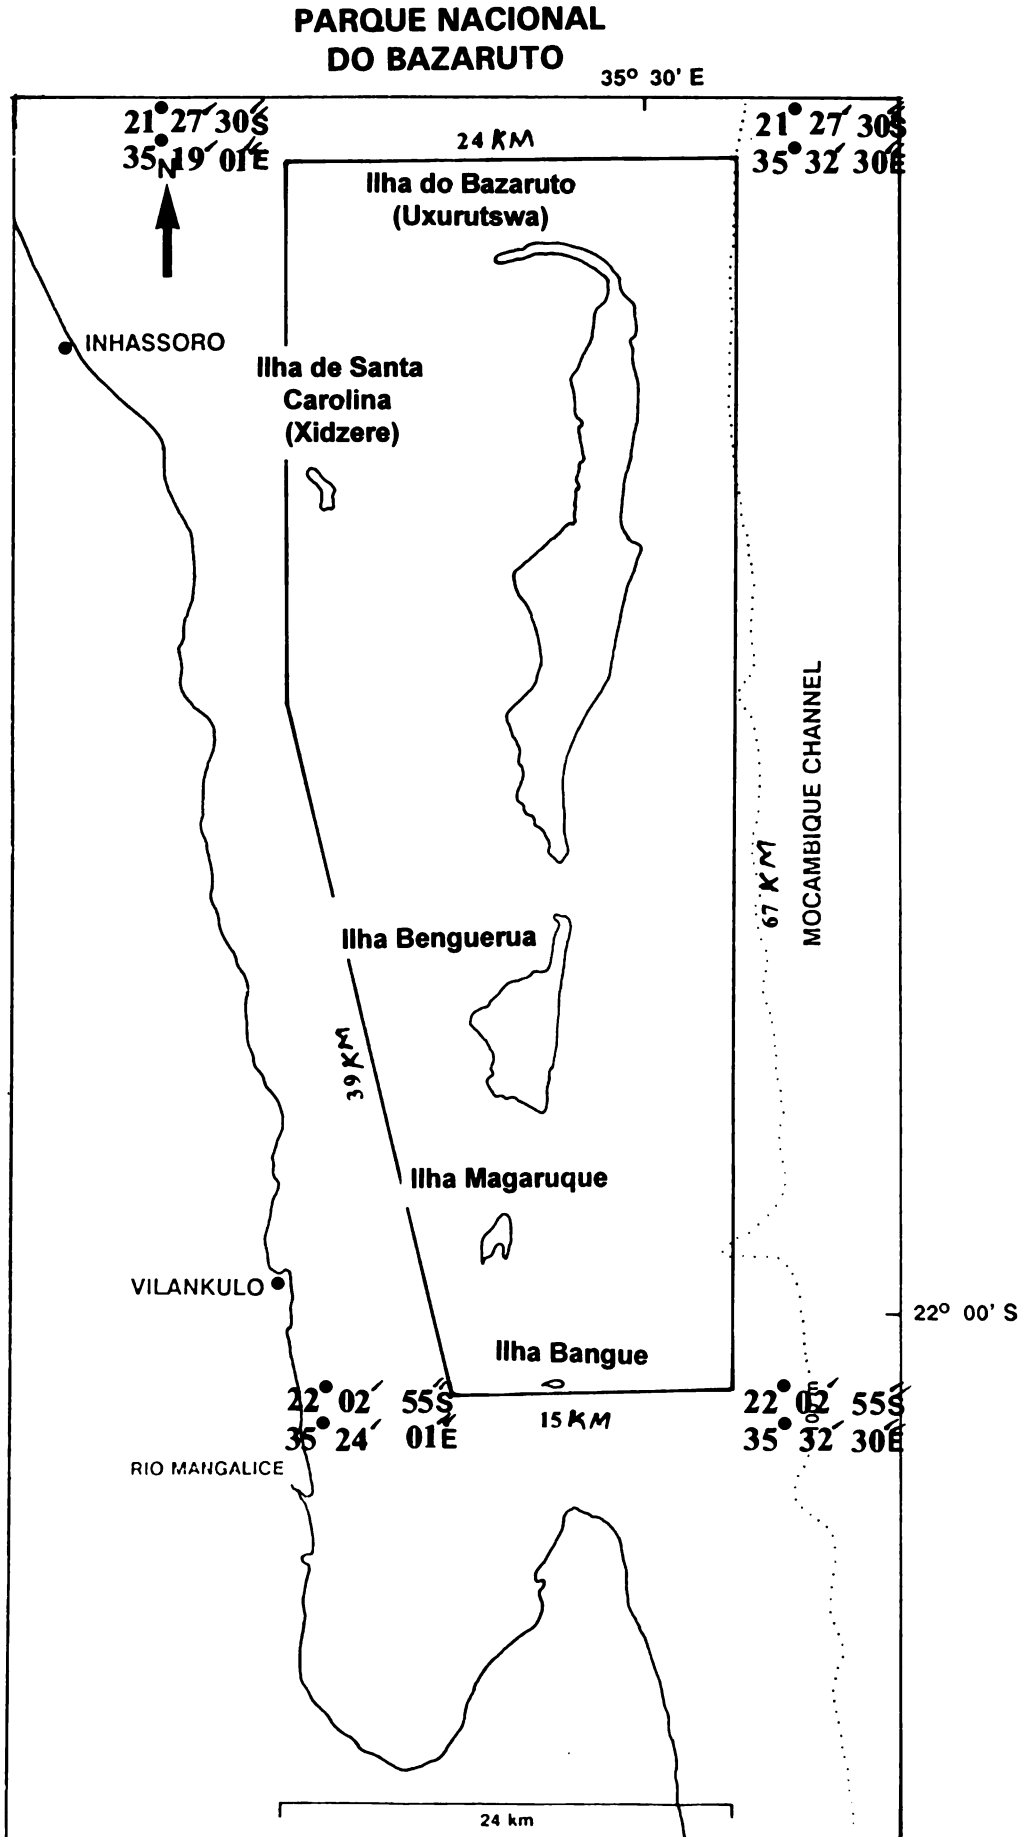 PARQUE NACIONAL
DO BAZARUTO
35° 30' E
21° 27′ 30″S
35° 19′ 01″E
21° 27′ 30″S
35° 32′ 30″E
24 KM
N
Ilha do Bazaruto
(Uxurutswa)
INHASSORO
Ilha de Santa
Carolina
(Xidzere)
MOCAMBIQUE CHANNEL
67 KM
Ilha Benguerua
39 KM
Ilha Magaruque
VILANKULO
22° 00' S
Ilha Bangue
22° 02′ 55″S
35° 24′ 01″E
15 KM
22° 02′ 55″S
35° 32′ 30″E
RIO MANGALICE
24 km